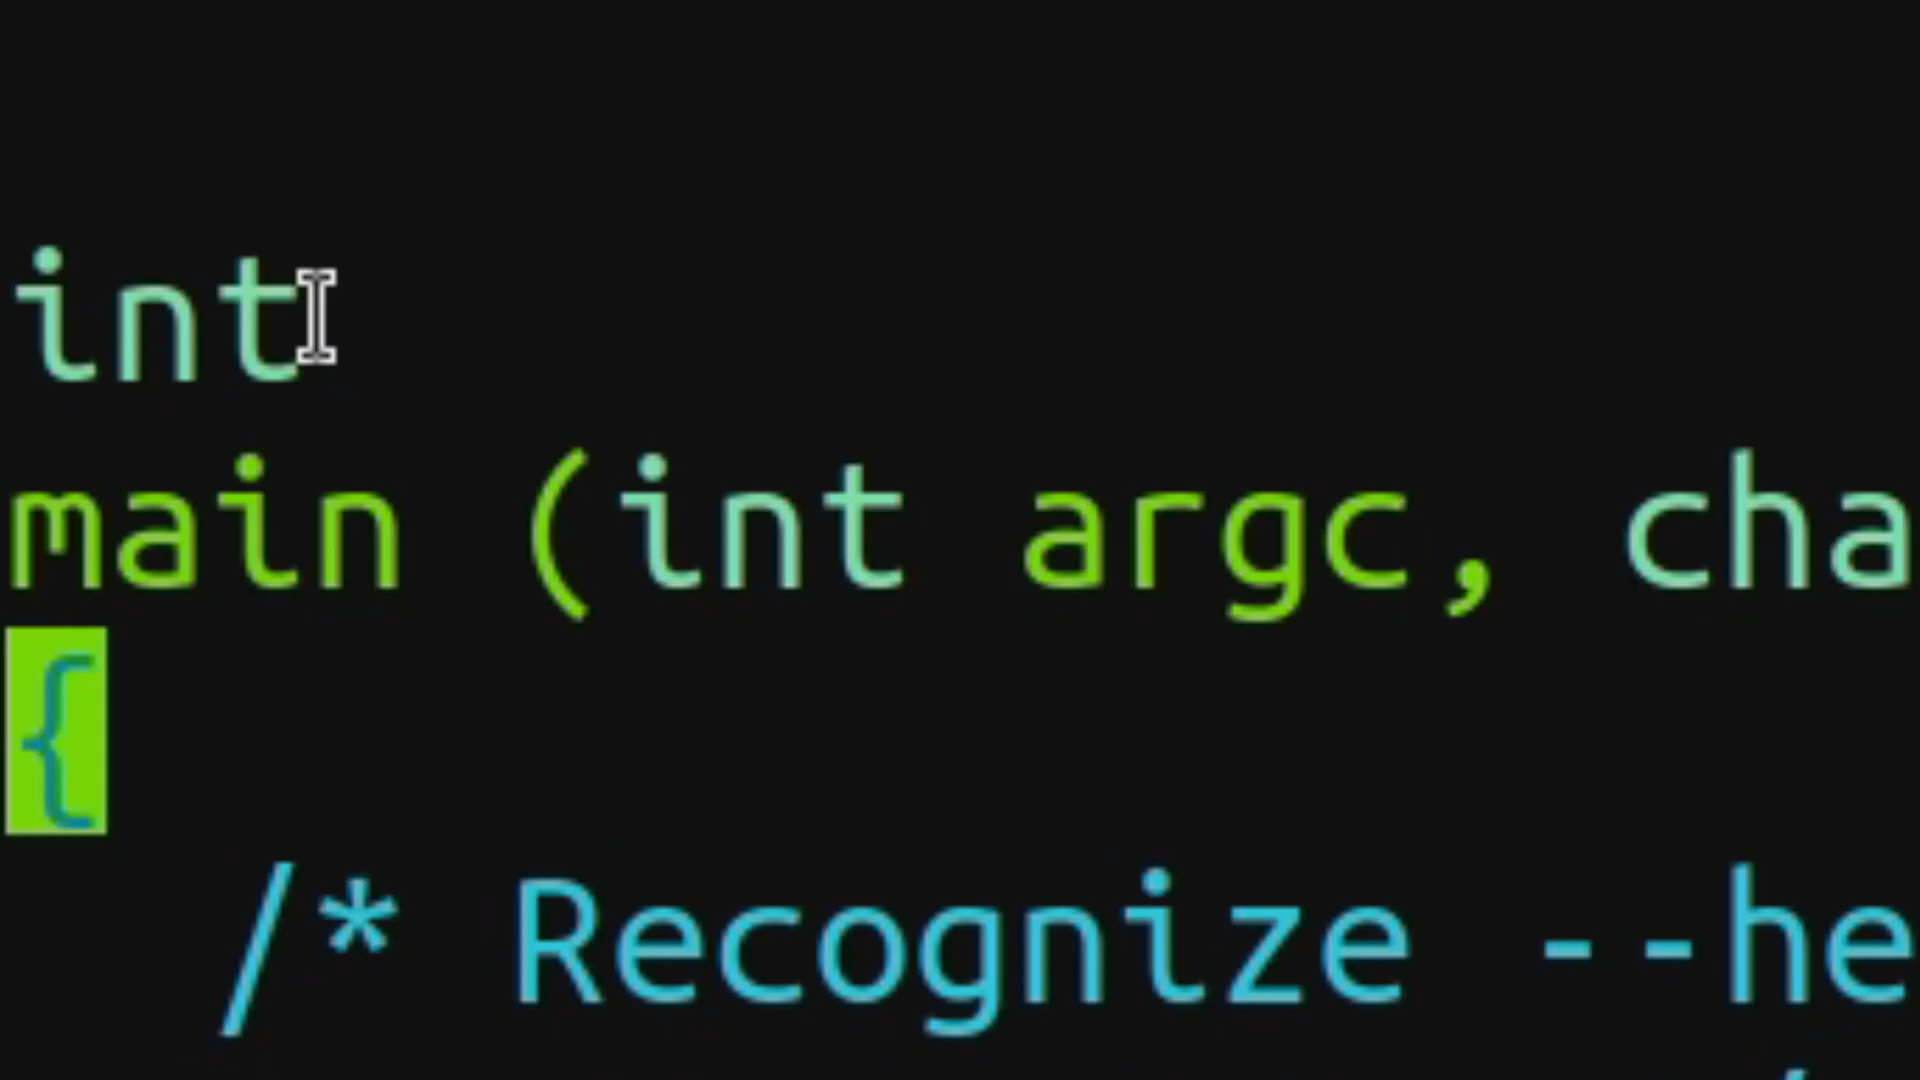 int
main (int argc, cha
{
/* Recognize --he